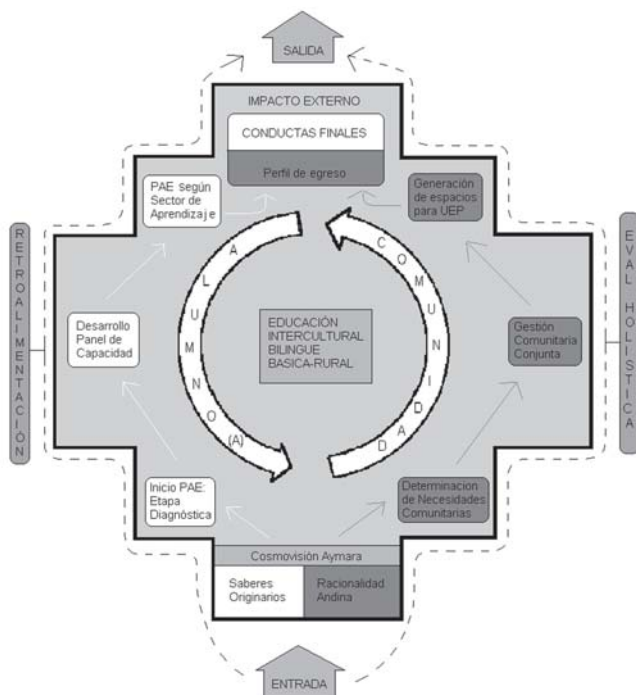 SALIDA
IMPACTO EXTERNO
CONDUCTAS FINALES
Perfil de egreso
PAE según
Sector de
Aprendizaje
Generación
de espacios
para UEP
RETROALIMENTACIÓN
EVAL HOLISTICA
ALUMNO(A)
COMUNIDAD
EDUCACIÓN
INTERCULTURAL
BILINGUE
BASICA-RURAL
Desarrollo
Panel de
Capacidad
Gestión
Comunitaria
Conjunta
Inicio PAE:
Etapa
Diagnóstica
Determinacion
de Necesidades
Comunitarias
Cosmovisión Aymara
Saberes
Originarios
Racionalidad
Andina
ENTRADA